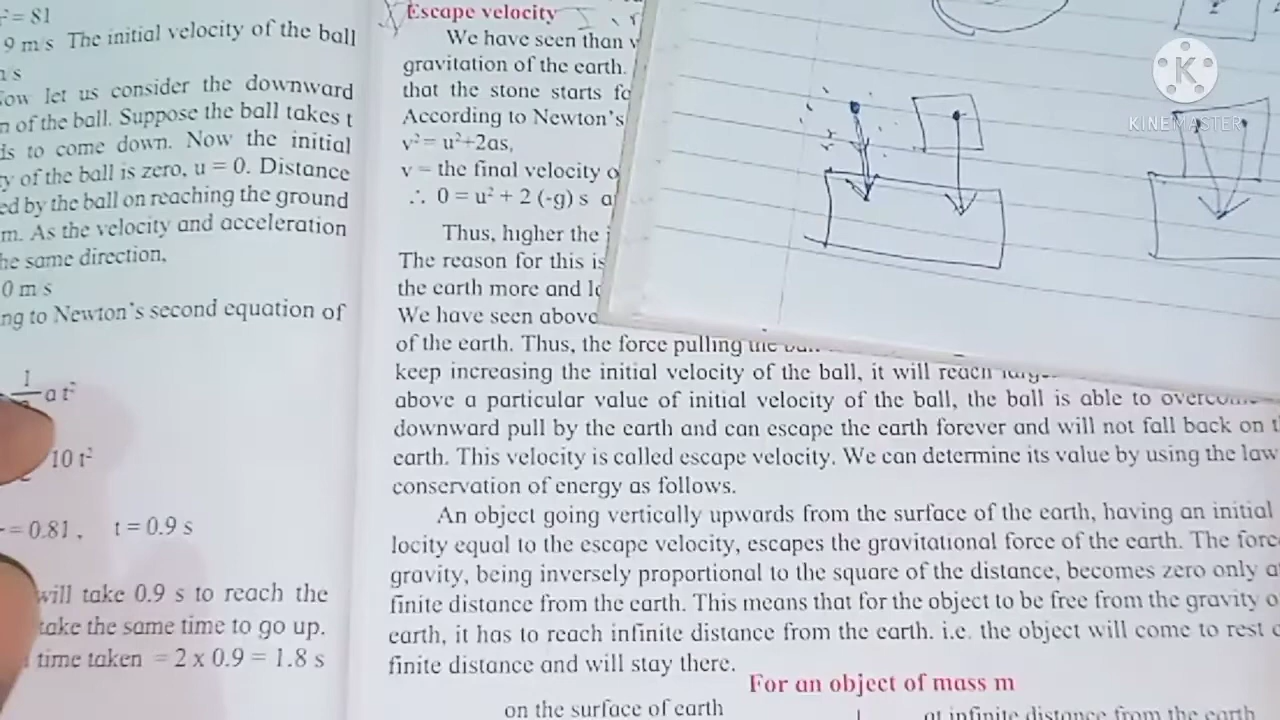 = 81
9 m/s The initial velocity of the ball
let us consider the downward
of the ball. Suppose the ball takes t
to come down. Now the initial
of the ball is zero, u = 0. Distance
by the ball on reaching the ground
m. As the velocity and acceleration
same direction,
0 m s
to Newton's second equation of
1
a t²
10 t²
= 0.81, t = 0.9 s
will take 0.9 s to reach the
take the same time to go up.
time taken = 2 x 0.9 = 1.8 s
Escape velocity
We have seen than
gravitation of the earth.
that the stone starts
According to Newton's
v² = u²+2as,
v = the final velocity
∴ 0 = u² + 2 (-g) s
Thus, higher the
The reason for this is
the earth more and
We have seen above
of the earth. Thus, the force pulling the
keep increasing the initial velocity of the ball, it will reach
above a particular value of initial velocity of the ball, the ball is able to
downward pull by the earth and can escape the earth forever and will not fall back on
earth. This velocity is called escape velocity. We can determine its value by using the law
conservation of energy as follows.
An object going vertically upwards from the surface of the earth, having an initial
locity equal to the escape velocity, escapes the gravitational force of the earth. The
gravity, being inversely proportional to the square of the distance, becomes zero only
finite distance from the earth. This means that for the object to be free from the gravity
earth, it has to reach infinite distance from the earth. i.e. the object will come to rest
finite distance and will stay there.
For an object of mass m
on the surface of earth
at infinite distance from the earth
K
KINEMASTER